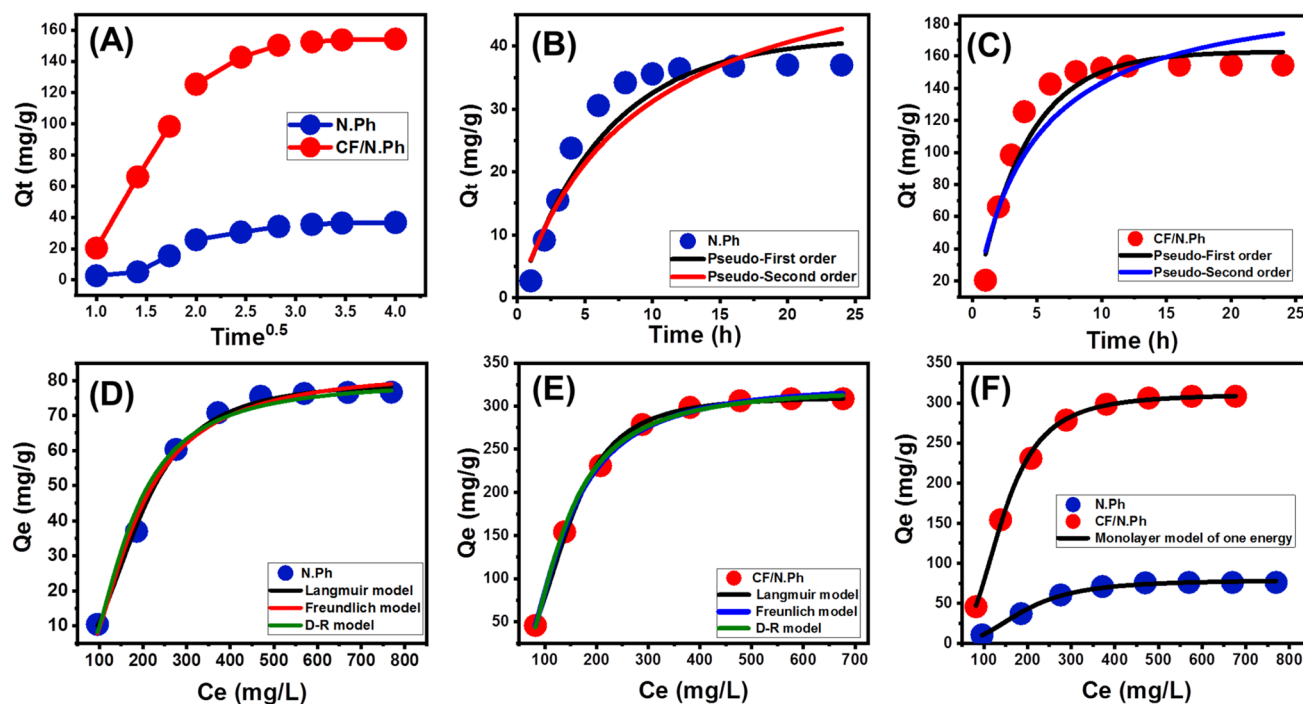 (A)
Qt (mg/g)
160
140
120
100
80
60
40
20
0
N.Ph
CF/N.Ph
1.0 1.5 2.0 2.5 3.0 3.5 4.0
Time0.5
(B)
Qt (mg/g)
40
30
20
10
0
N.Ph
Pseudo-First order
Pseudo-Second order
0 5 10 15 20 25
Time (h)
(C)
Qt (mg/g)
180
160
140
120
100
80
60
40
20
CF/N.Ph
Pseudo-First order
Pseudo-Second order
0 5 10 15 20 25
Time (h)
(D)
Qe (mg/g)
80
70
60
50
40
30
20
10
N.Ph
Langmuir model
Freundlich model
D-R model
100 200 300 400 500 600 700 800
Ce (mg/L)
(E)
Qe (mg/g)
350
300
250
200
150
100
50
0
CF/N.Ph
Langmuir model
Freunlich model
D-R model
100 200 300 400 500 600 700
Ce (mg/L)
(F)
Qe (mg/g)
350
300
250
200
150
100
50
0
N.Ph
CF/N.Ph
Monolayer model of one energy
100 200 300 400 500 600 700 800
Ce (mg/L)